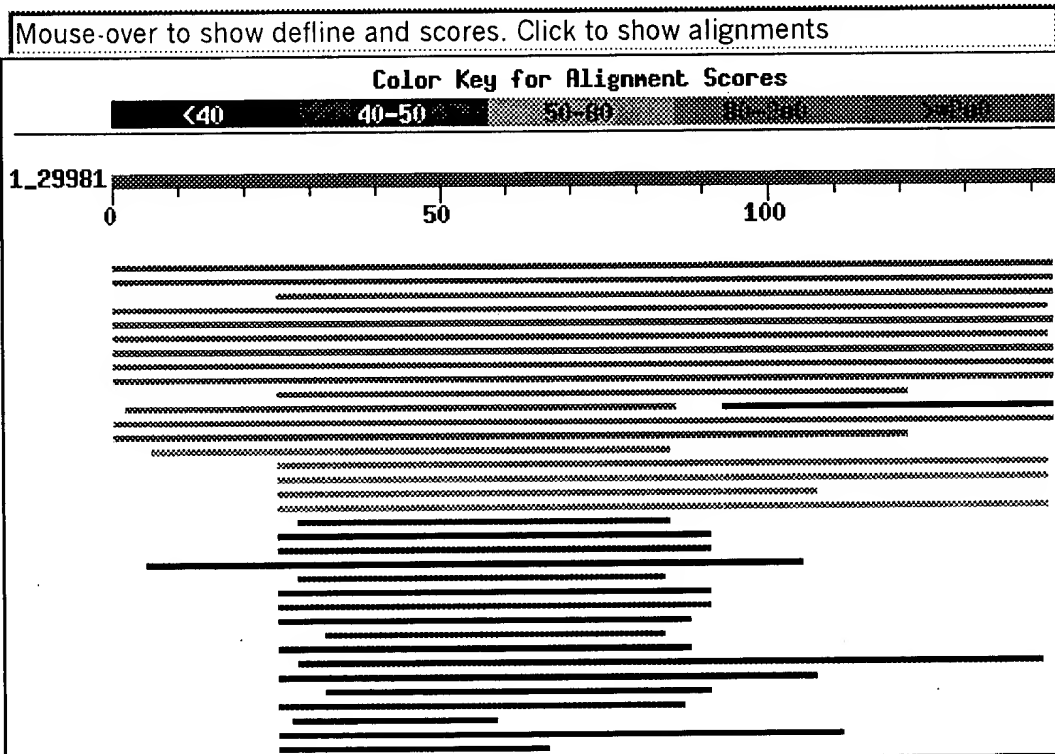 Mouse-over to show defline and scores. Click to show alignments
Color Key for Alignment Scores
<40 40-50 50-80
1_29981
0 50 100